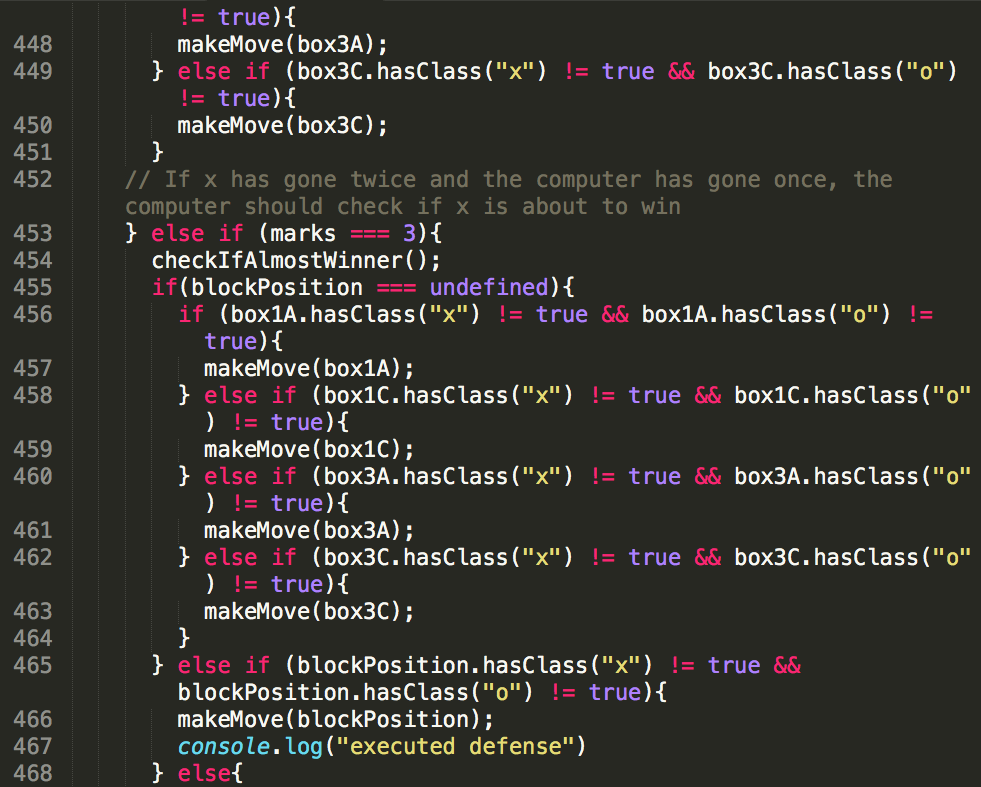 != true){
448 makeMove(box3A);
449 } else if (box3C.hasClass("x") != true && box3C.hasClass("o")
!= true){
450 makeMove(box3C);
451 }
452 // If x has gone twice and the computer has gone once, the
computer should check if x is about to win
453 } else if (marks === 3){
454 checkIfAlmostWinner();
455 if(blockPosition === undefined){
456 if (box1A.hasClass("x") != true && box1A.hasClass("o") !=
true){
457 makeMove(box1A);
458 } else if (box1C.hasClass("x") != true && box1C.hasClass("o"
) != true){
459 makeMove(box1C);
460 } else if (box3A.hasClass("x") != true && box3A.hasClass("o"
) != true){
461 makeMove(box3A);
462 } else if (box3C.hasClass("x") != true && box3C.hasClass("o"
) != true){
463 makeMove(box3C);
464 }
465 } else if (blockPosition.hasClass("x") != true &&
blockPosition.hasClass("o") != true){
466 makeMove(blockPosition);
467 console.log("executed defense")
468 } else{